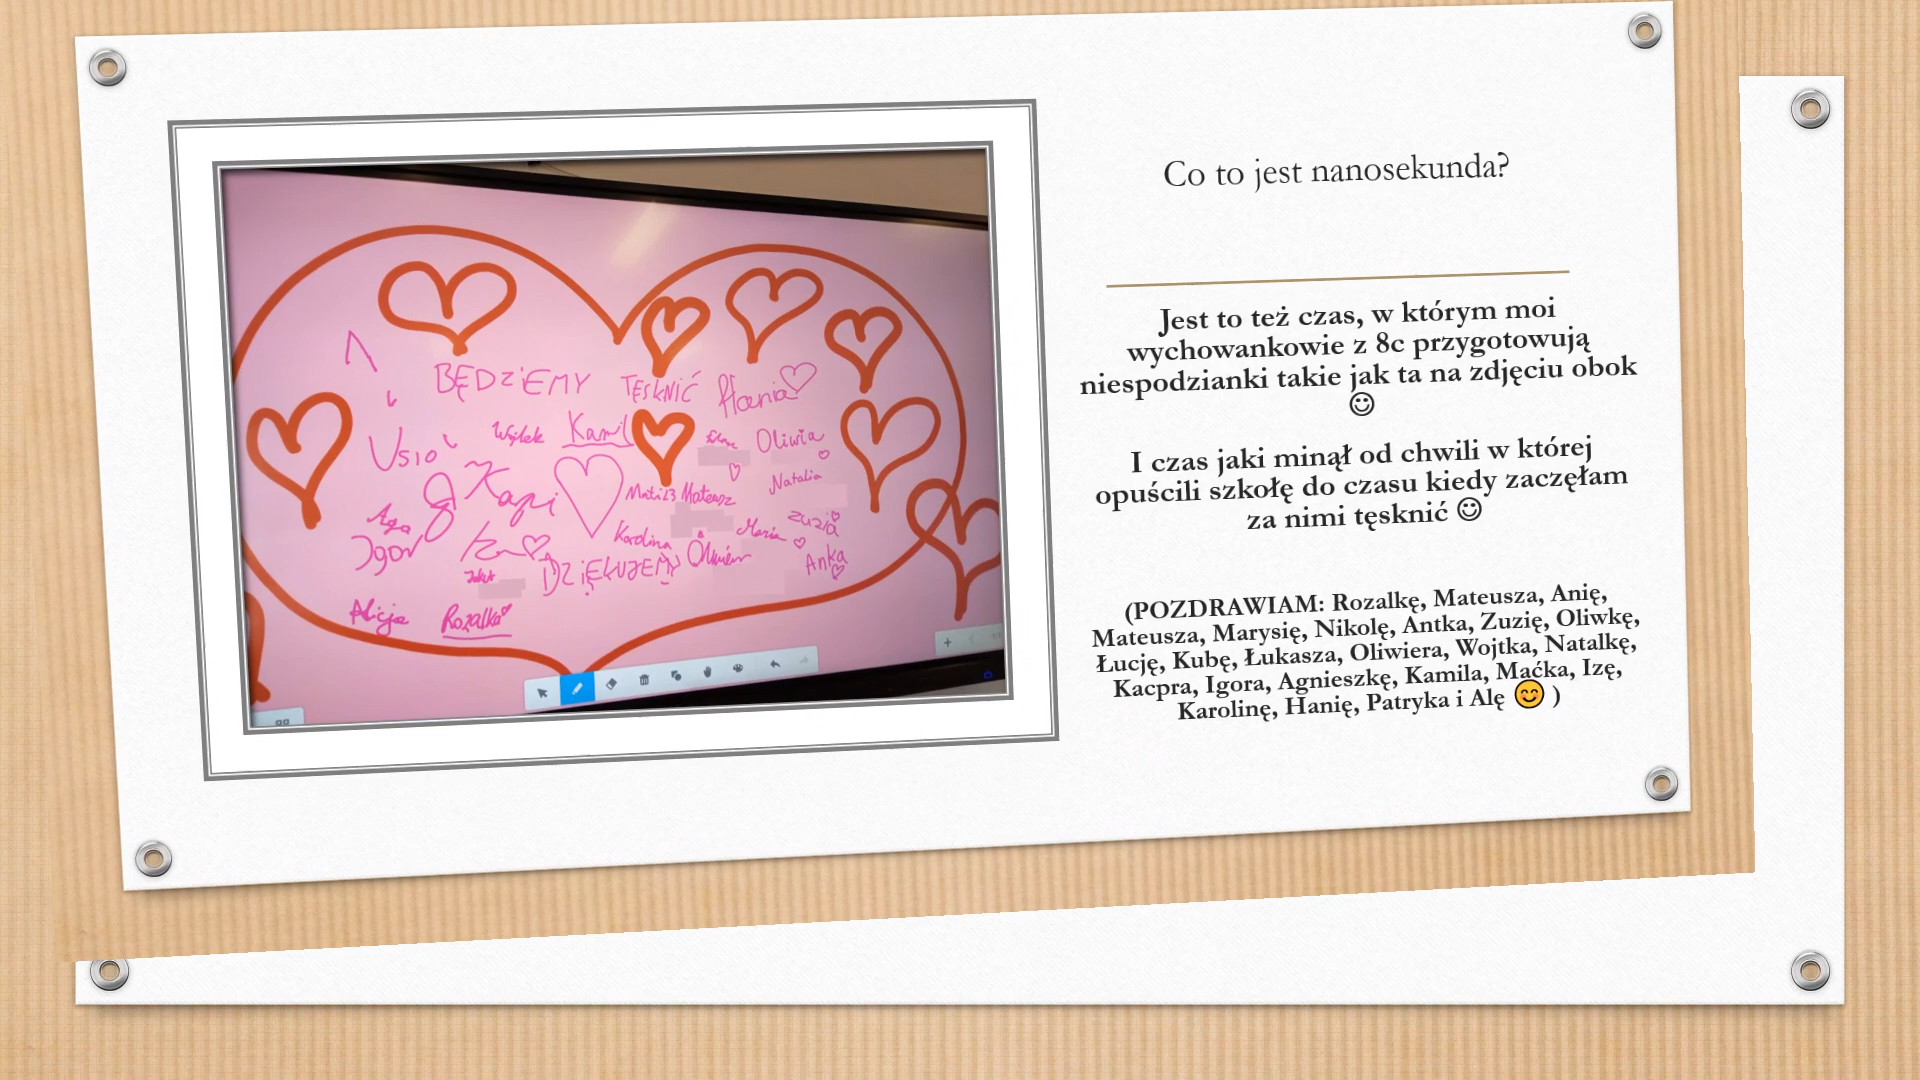 Co to jest nanosekunda?
Jest to też czas, w którym moi
wychowankowie z 8c przygotowują
niespodzianki takie jak ta na zdjęciu obok
☺
I czas jaki minął od chwili w której
opuścili szkołę do czasu kiedy zaczęłam
za nimi tęsknić ☺
(POZDRAWIAM: Rozalkę, Mateusza, Anię,
Mateusza, Marysię, Nikolę, Antka, Zuzię, Oliwkę,
Łucję, Kubę, Łukasza, Oliwiera, Wojtka, Natalkę,
Kacpra, Igora, Agnieszkę, Kamila, Maćka, Izę,
Karolinę, Hanię, Patryka i Alę 😊 )
BĘDZIEMY TĘSKNIĆ Hania
Usio Wojtek Kamil Oliwia
Kapi Mati23 Mateusz Natalia
Aga Igor Karolina Maria Zuzia
DZIĘKUJEMY Oliwier Anka
Alicja Rozalka